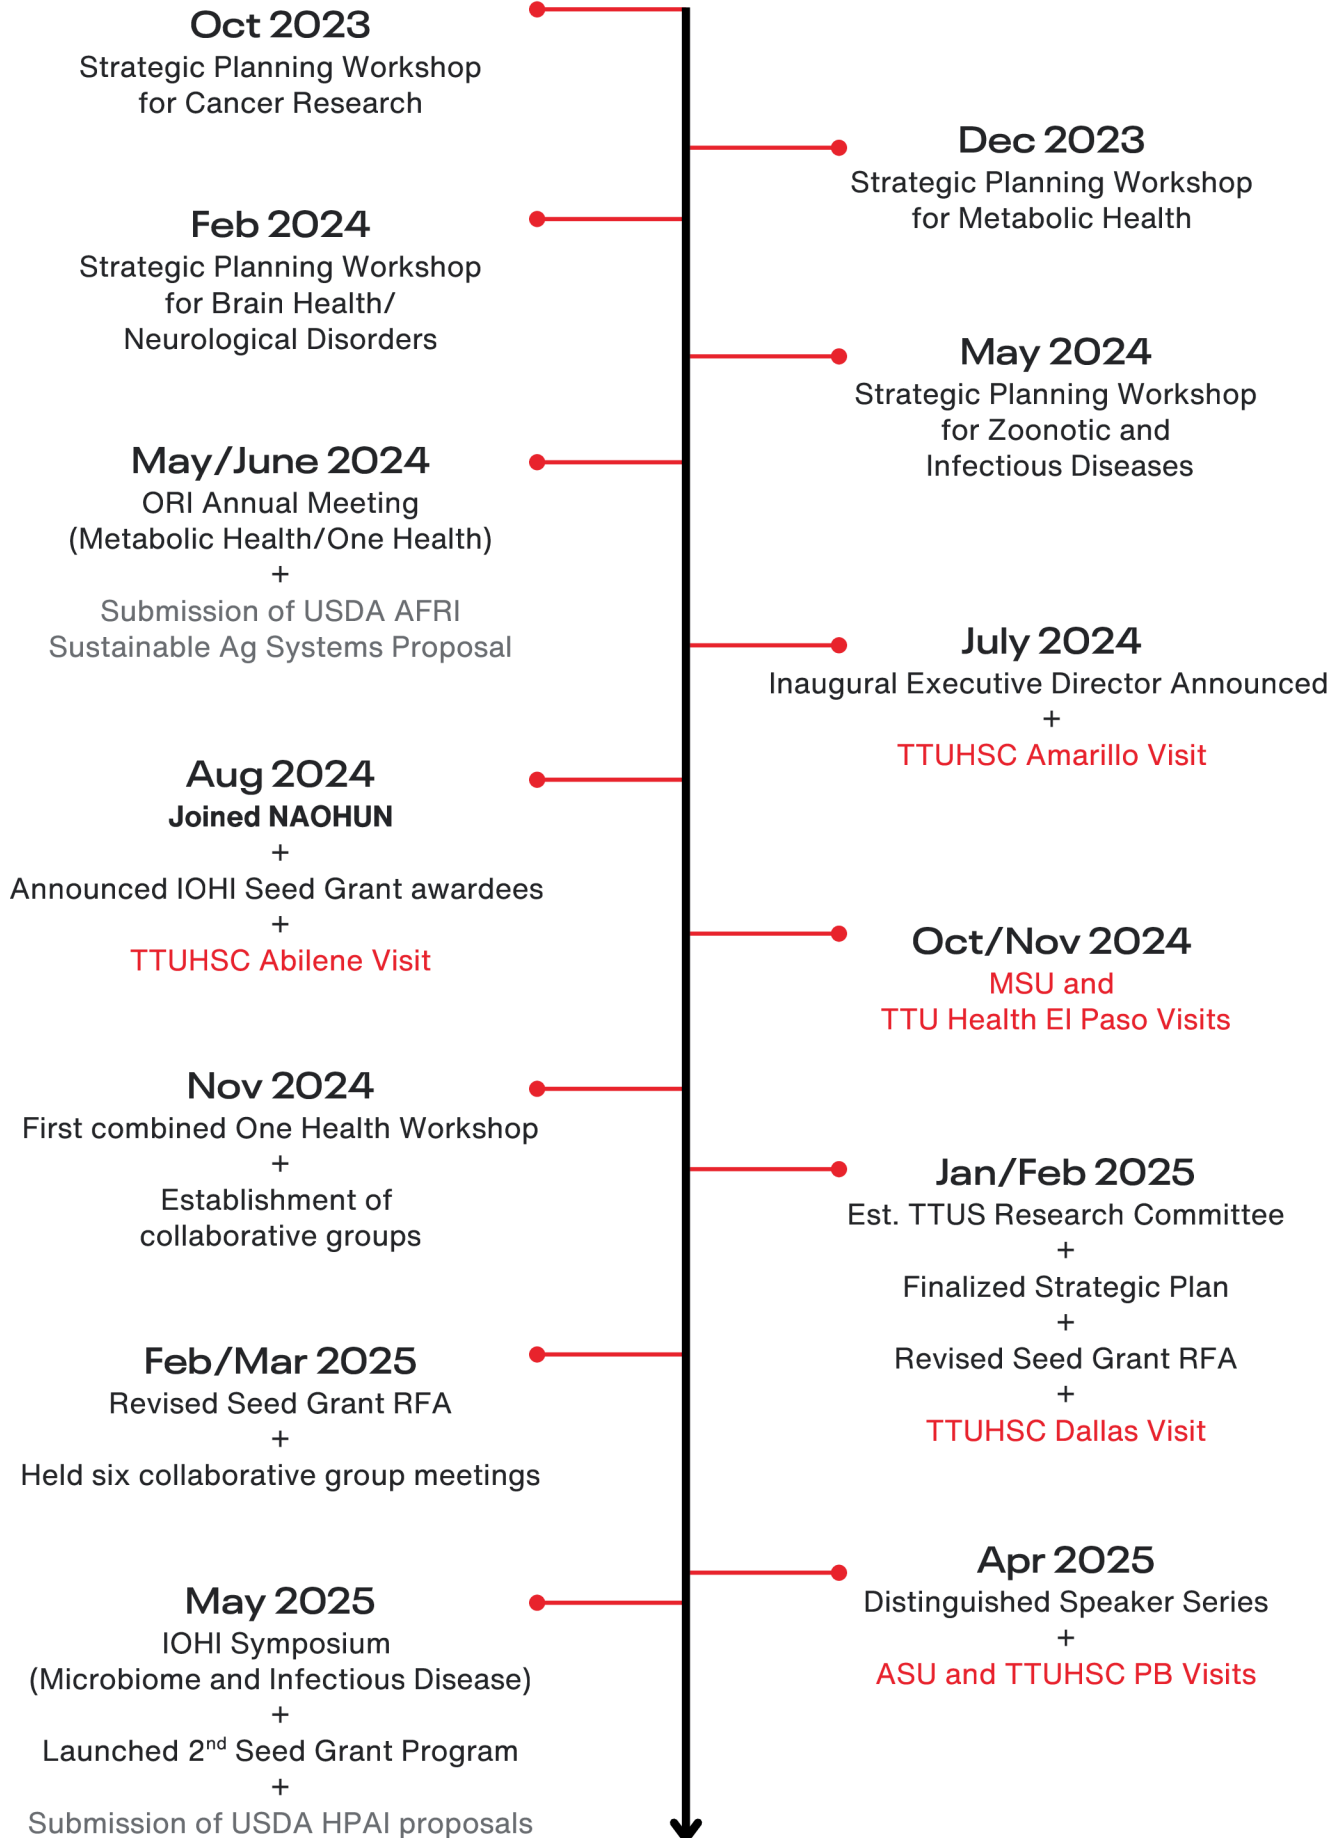 Oct 2023
Strategic Planning Workshop
for Cancer Research
Dec 2023
Strategic Planning Workshop
for Metabolic Health
Feb 2024
Strategic Planning Workshop
for Brain Health/
Neurological Disorders
May 2024
Strategic Planning Workshop
for Zoonotic and
Infectious Diseases
May/June 2024
ORI Annual Meeting
(Metabolic Health/One Health)
+
Submission of USDA AFRI
Sustainable Ag Systems Proposal
July 2024
Inaugural Executive Director Announced
+
TTUHSC Amarillo Visit
Aug 2024
Joined NAOHUN
+
Announced IOHI Seed Grant awardees
+
TTUHSC Abilene Visit
Oct/Nov 2024
MSU and
TTU Health El Paso Visits
Nov 2024
First combined One Health Workshop
+
Establishment of
collaborative groups
Jan/Feb 2025
Est. TTUS Research Committee
+
Finalized Strategic Plan
+
Revised Seed Grant RFA
+
TTUHSC Dallas Visit
Feb/Mar 2025
Revised Seed Grant RFA
+
Held six collaborative group meetings
Apr 2025
Distinguished Speaker Series
+
ASU and TTUHSC PB Visits
May 2025
IOHI Symposium
(Microbiome and Infectious Disease)
+
Launched 2nd Seed Grant Program
+
Submission of USDA HPAI proposals